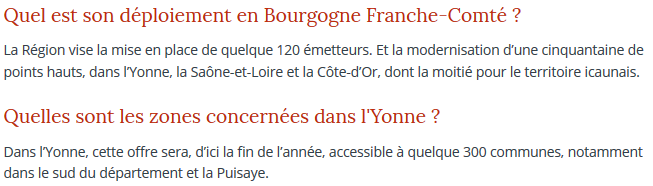 Quel est son déploiement en Bourgogne Franche-Comté ?
La Région vise la mise en place de quelque 120 émetteurs. Et la modernisation d’une cinquantaine de
points hauts, dans l’Yonne, la Saône-et-Loire et la Côte-d’Or, dont la moitié pour le territoire icaunais.
Quelles sont les zones concernées dans l'Yonne ?
Dans l’Yonne, cette offre sera, d’ici la fin de l’année, accessible à quelque 300 communes, notamment
dans le sud du département et la Puisaye.